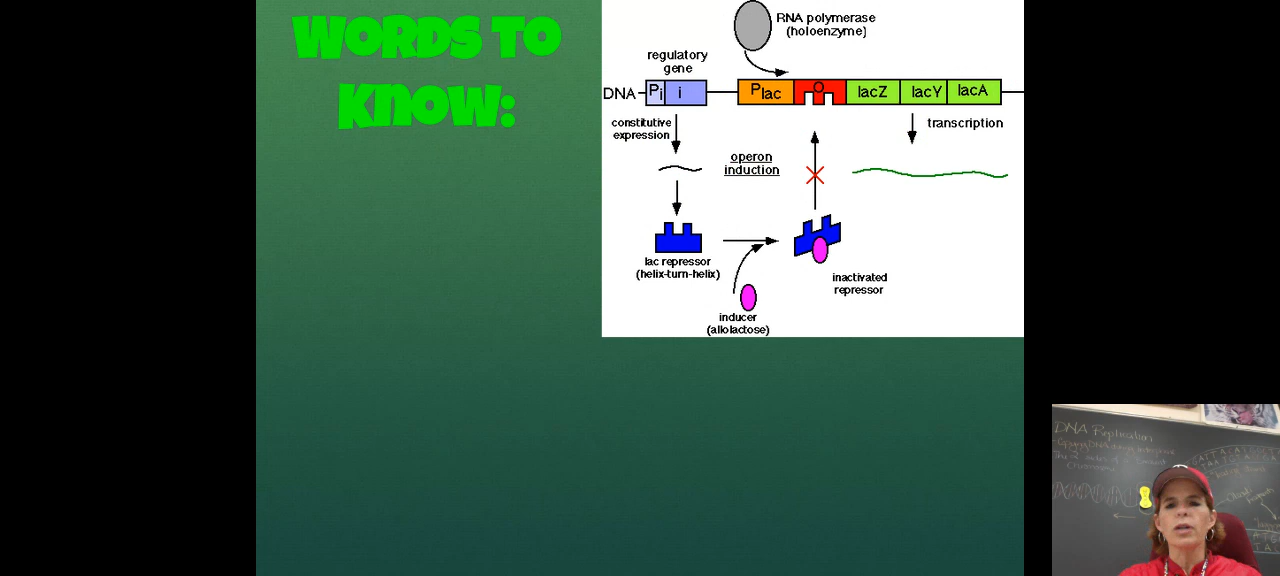 WORDS TO
KNOW:
RNA polymerase
(holoenzyme)
regulatory
gene
DNA
Pi
i
Plac
O
lacZ
lacY
lacA
constitutive
expression
transcription
operon
induction
lac repressor
(helix-turn-helix)
inactivated
repressor
inducer
(allolactose)
DNA Replication